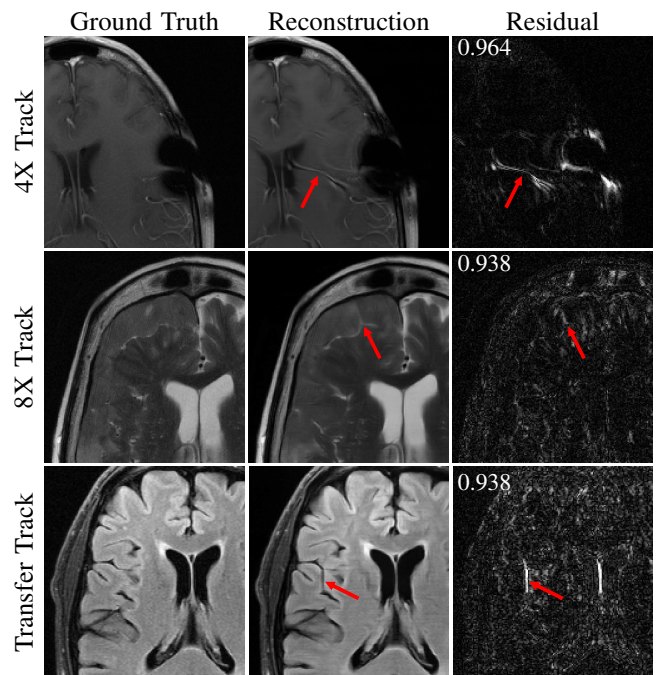 Ground Truth
Reconstruction
Residual
4X Track
0.964
8X Track
0.938
Transfer Track
0.938